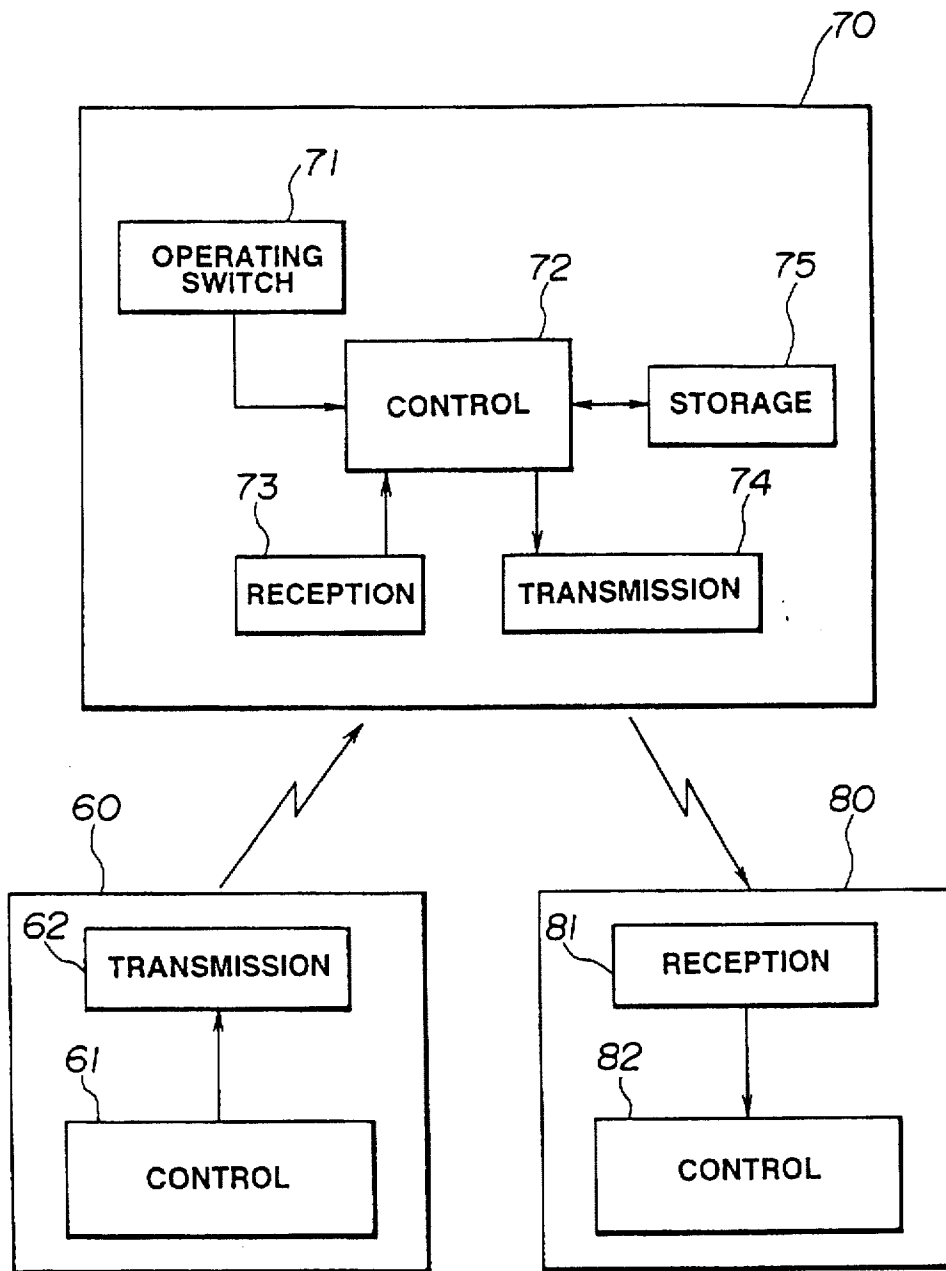 70
71
OPERATING
SWITCH
72
75
CONTROL
STORAGE
73
74
RECEPTION
TRANSMISSION
60
80
62
TRANSMISSION
81
RECEPTION
61
82
CONTROL
CONTROL